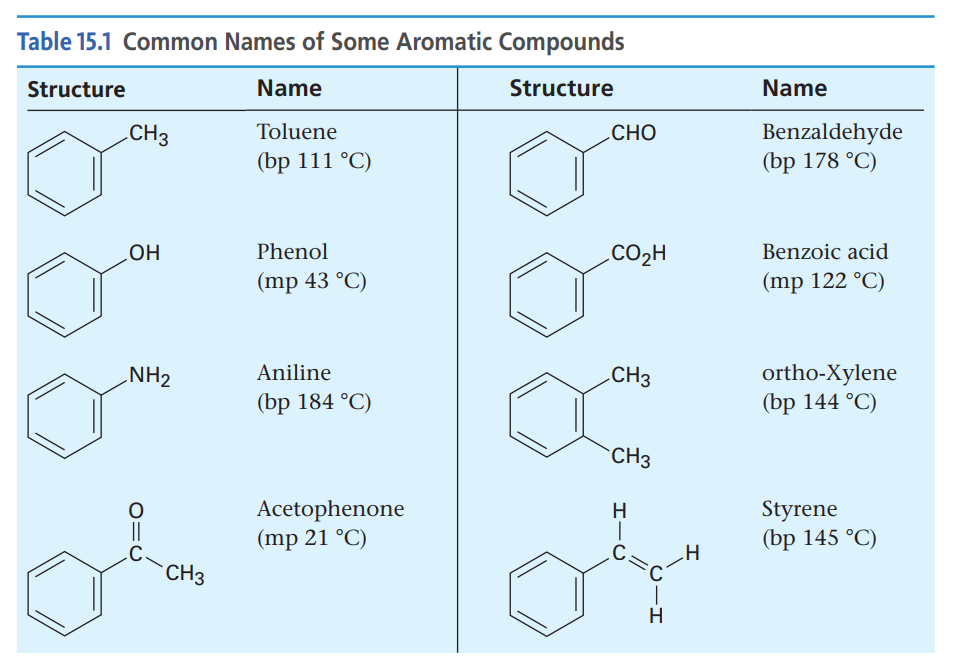 Table 15.1 Common Names of Some Aromatic Compounds
Structure Name Structure Name
CH₃ Toluene
(bp 111 °C)
CHO Benzaldehyde
(bp 178 °C)
OH Phenol
(mp 43 °C)
CO₂H Benzoic acid
(mp 122 °C)
NH₂ Aniline
(bp 184 °C)
CH₃ ortho-Xylene
(bp 144 °C)
CH₃
O Acetophenone
(mp 21 °C)
C
CH₃
H Styrene
(bp 145 °C)
C H
C
H